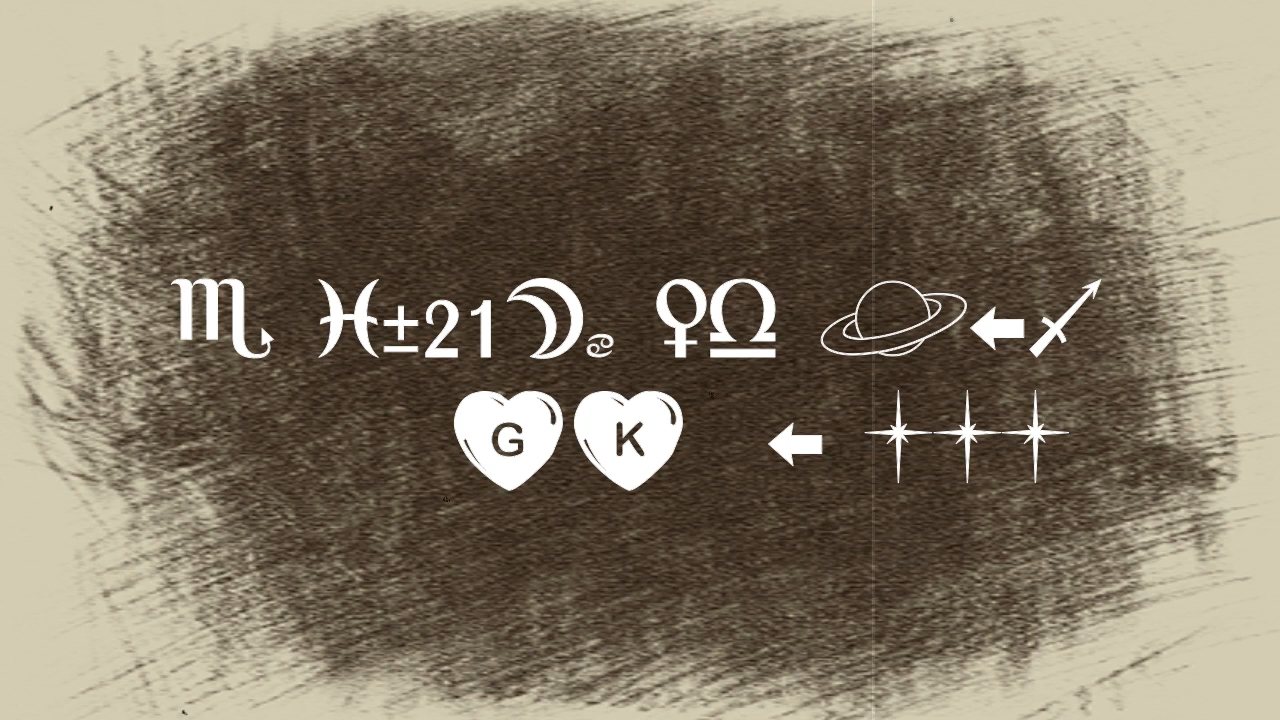 ♏ ♓±21☽♋ ♀♎ 🪐⬅♐
G K ⬅ ✦✦✦